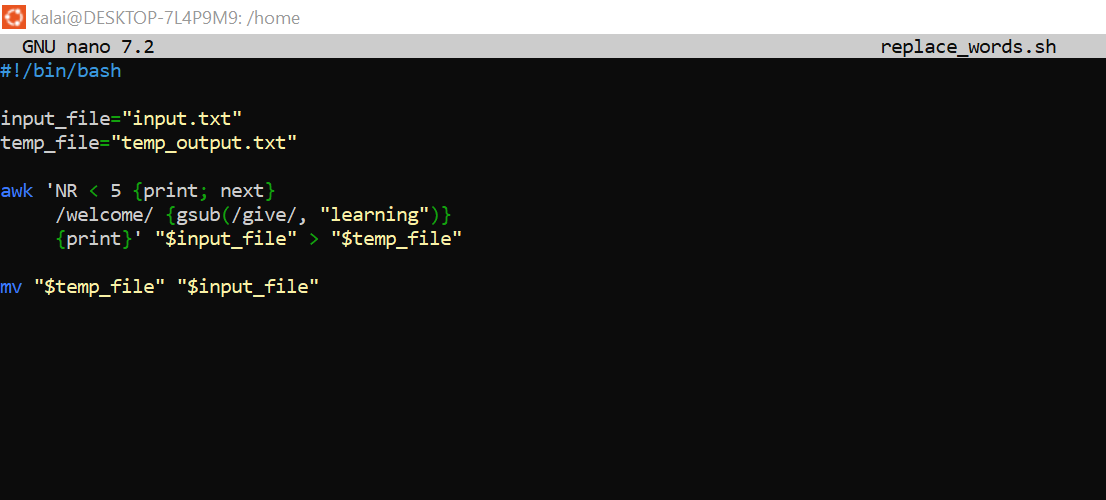 kalai@DESKTOP-7L4P9M9: /home
GNU nano 7.2 replace_words.sh
#!/bin/bash
input_file="input.txt"
temp_file="temp_output.txt"
awk 'NR < 5 {print; next}
/welcome/ {gsub(/give/, "learning")}
{print}' "$input_file" > "$temp_file"
mv "$temp_file" "$input_file"